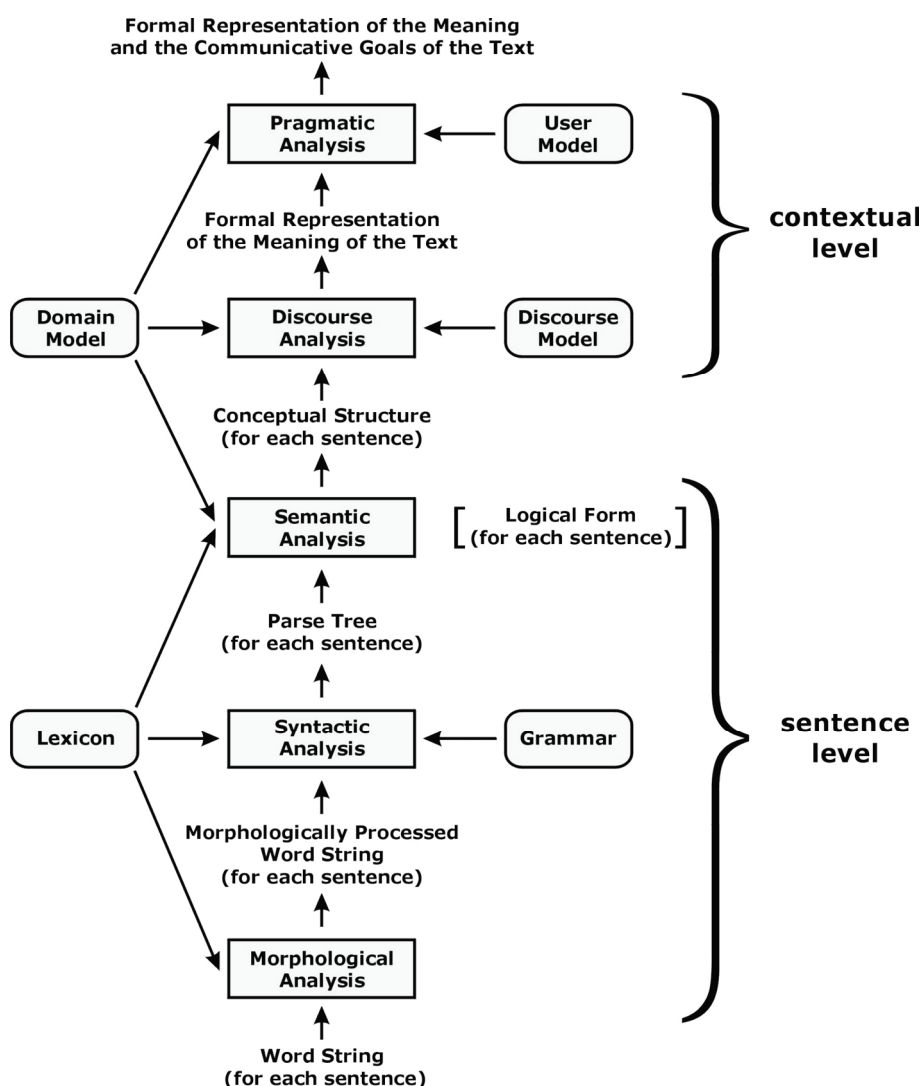 Formal Representation of the Meaning
and the Communicative Goals of the Text
Pragmatic
Analysis
User
Model
contextual
level
Formal Representation
of the Meaning of the Text
Domain
Model
Discourse
Analysis
Discourse
Model
Conceptual Structure
(for each sentence)
Semantic
Analysis
[Logical Form
(for each sentence)]
Parse Tree
(for each sentence)
Lexicon
Syntactic
Analysis
Grammar
sentence
level
Morphologically Processed
Word String
(for each sentence)
Morphological
Analysis
Word String
(for each sentence)